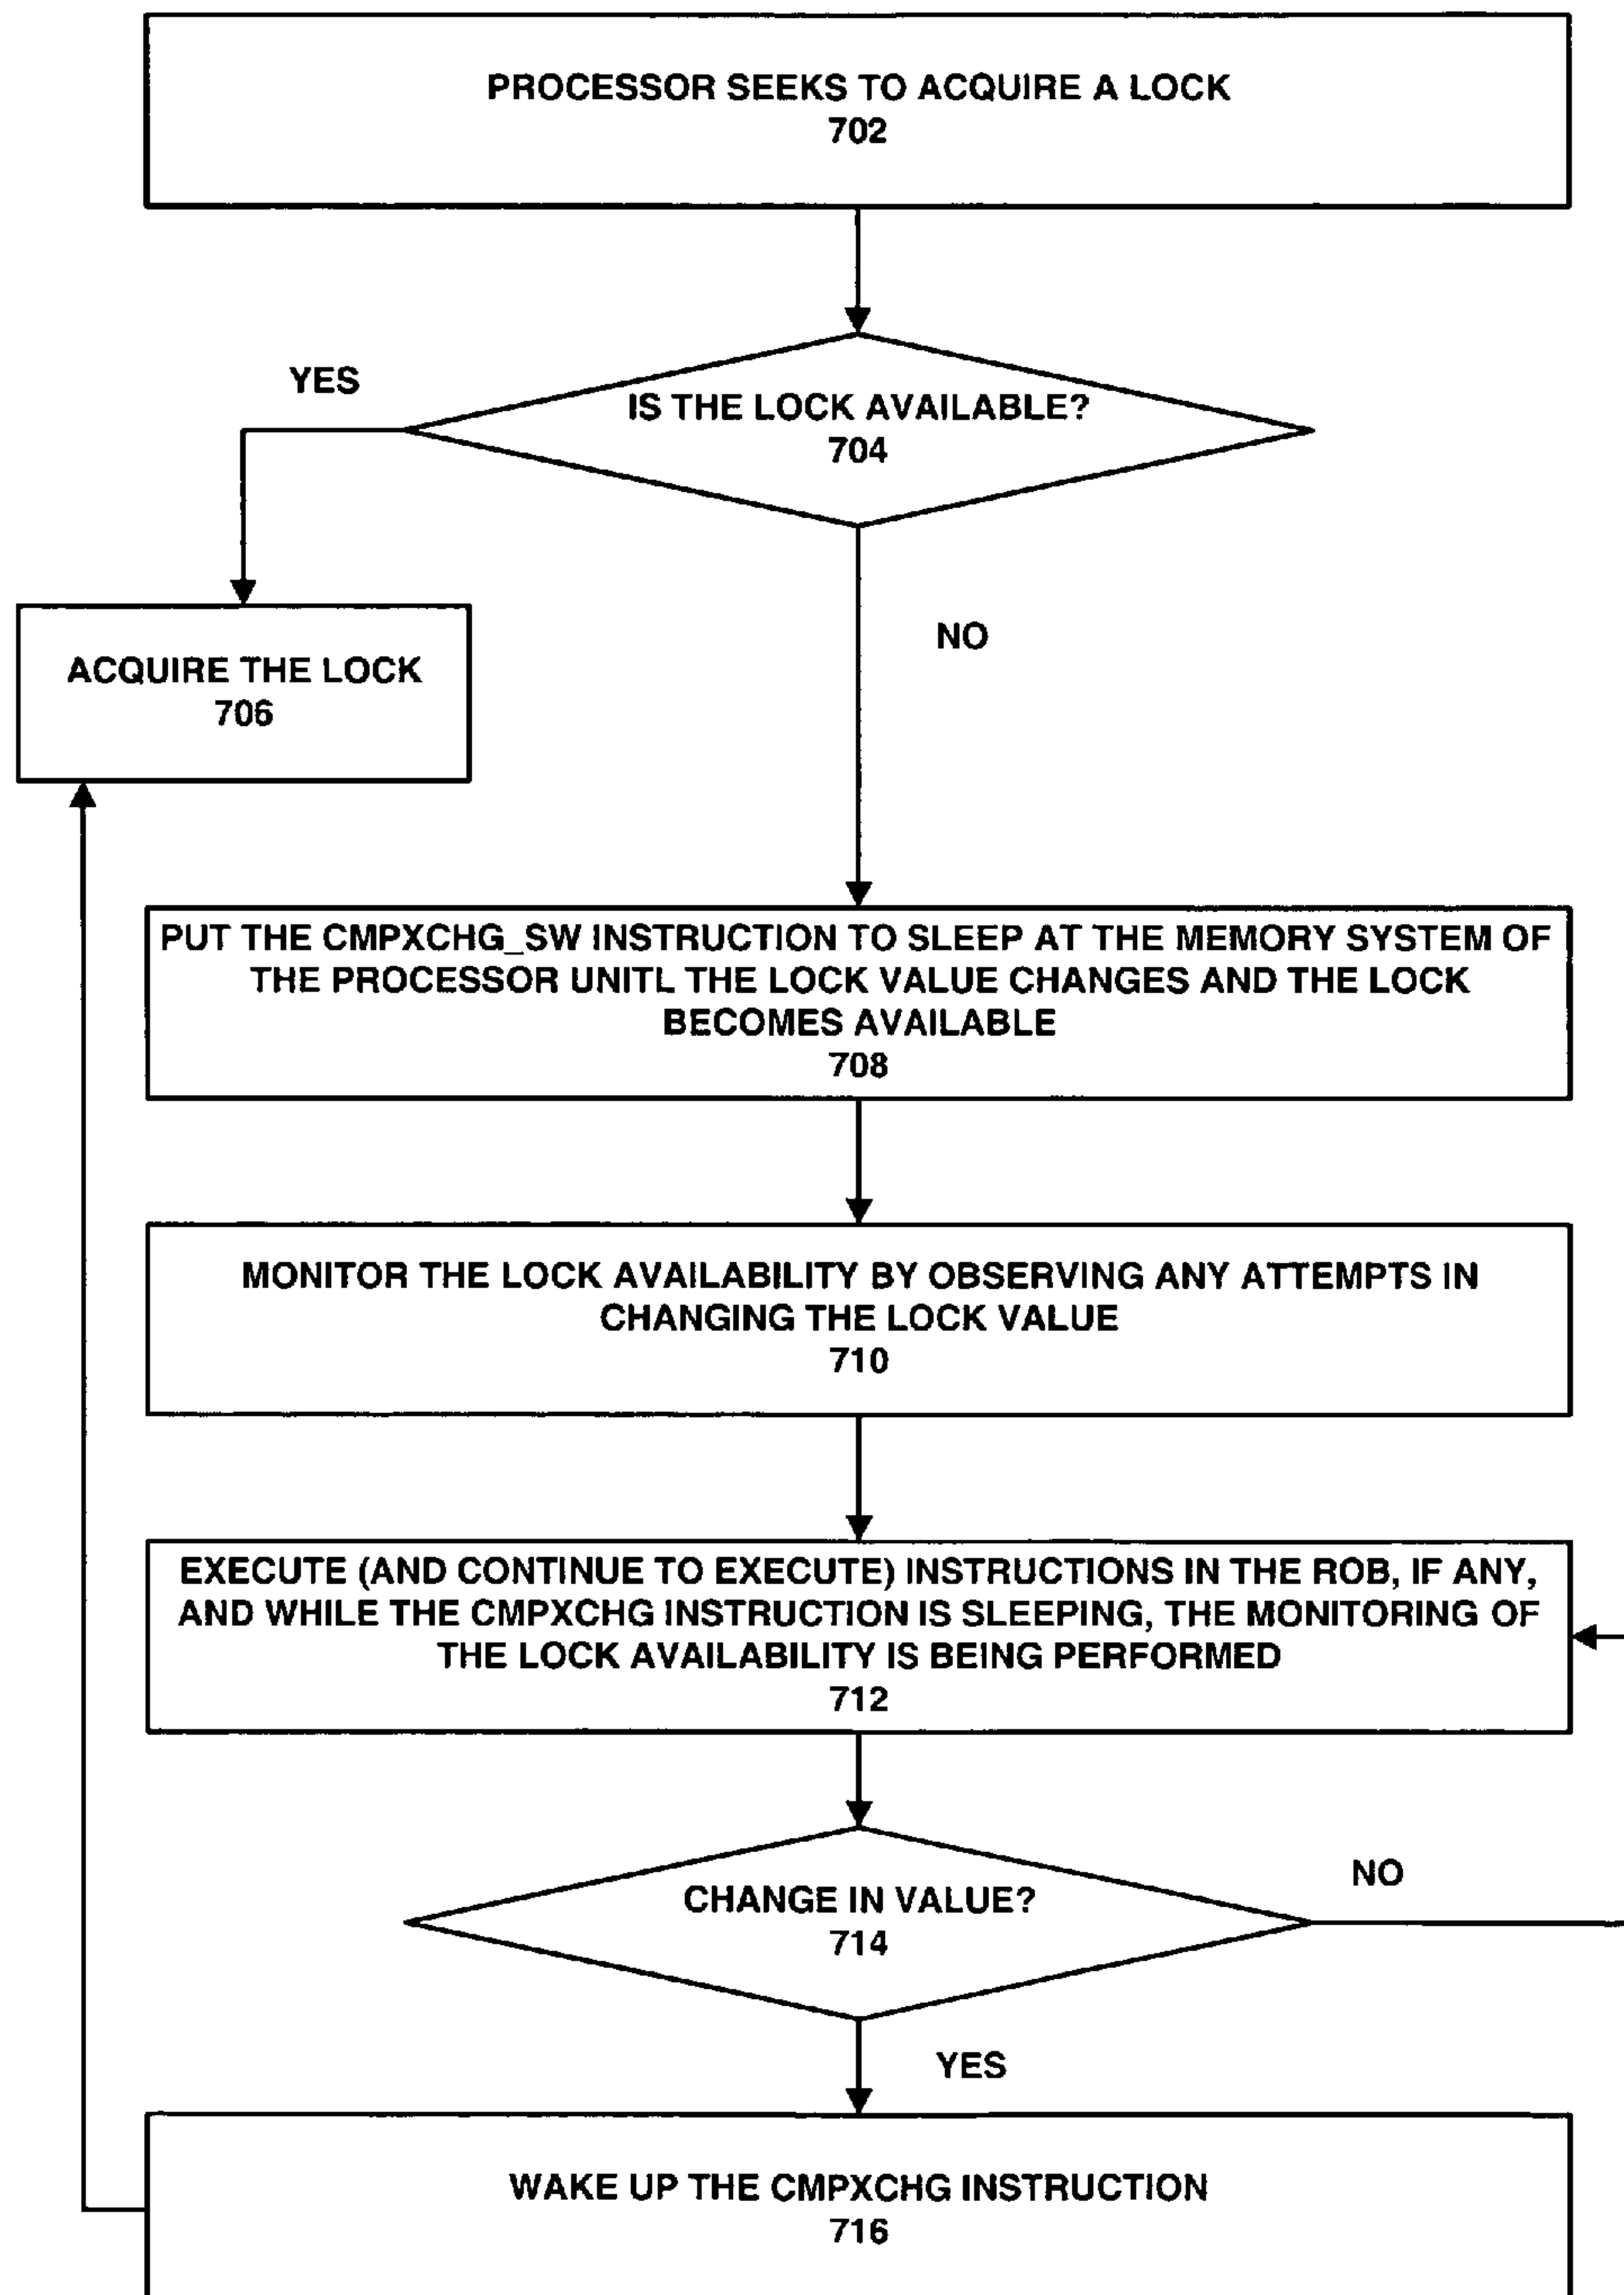 PROCESSOR SEEKS TO ACQUIRE A LOCK
702
YES
IS THE LOCK AVAILABLE?
704
NO
ACQUIRE THE LOCK
706
PUT THE CMPXCHG_SW INSTRUCTION TO SLEEP AT THE MEMORY SYSTEM OF
THE PROCESSOR UNITL THE LOCK VALUE CHANGES AND THE LOCK
BECOMES AVAILABLE
708
MONITOR THE LOCK AVAILABILITY BY OBSERVING ANY ATTEMPTS IN
CHANGING THE LOCK VALUE
710
EXECUTE (AND CONTINUE TO EXECUTE) INSTRUCTIONS IN THE ROB, IF ANY,
AND WHILE THE CMPXCHG INSTRUCTION IS SLEEPING, THE MONITORING OF
THE LOCK AVAILABILITY IS BEING PERFORMED
712
NO
CHANGE IN VALUE?
714
YES
WAKE UP THE CMPXCHG INSTRUCTION
716